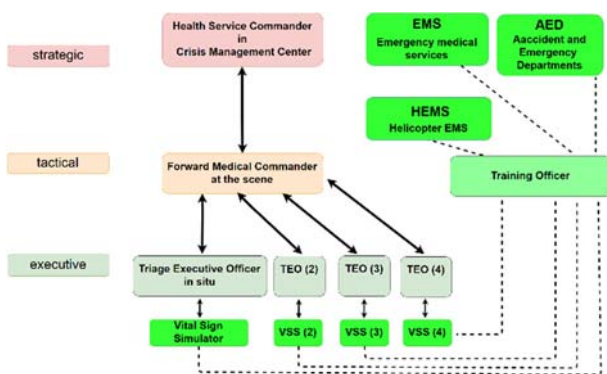 strategic
Health Service Commander
in
Crisis Management Center
EMS
Emergency medical
services
AED
Aaccident and
Emergency
Departments
HEMS
Helicopter EMS
tactical
Forward Medical Commander
at the scene
Training Officer
executive
Triage Executive Officer
in situ
TEO (2)
TEO (3)
TEO (4)
Vital Sign
Simulator
VSS (2)
VSS (3)
VSS (4)